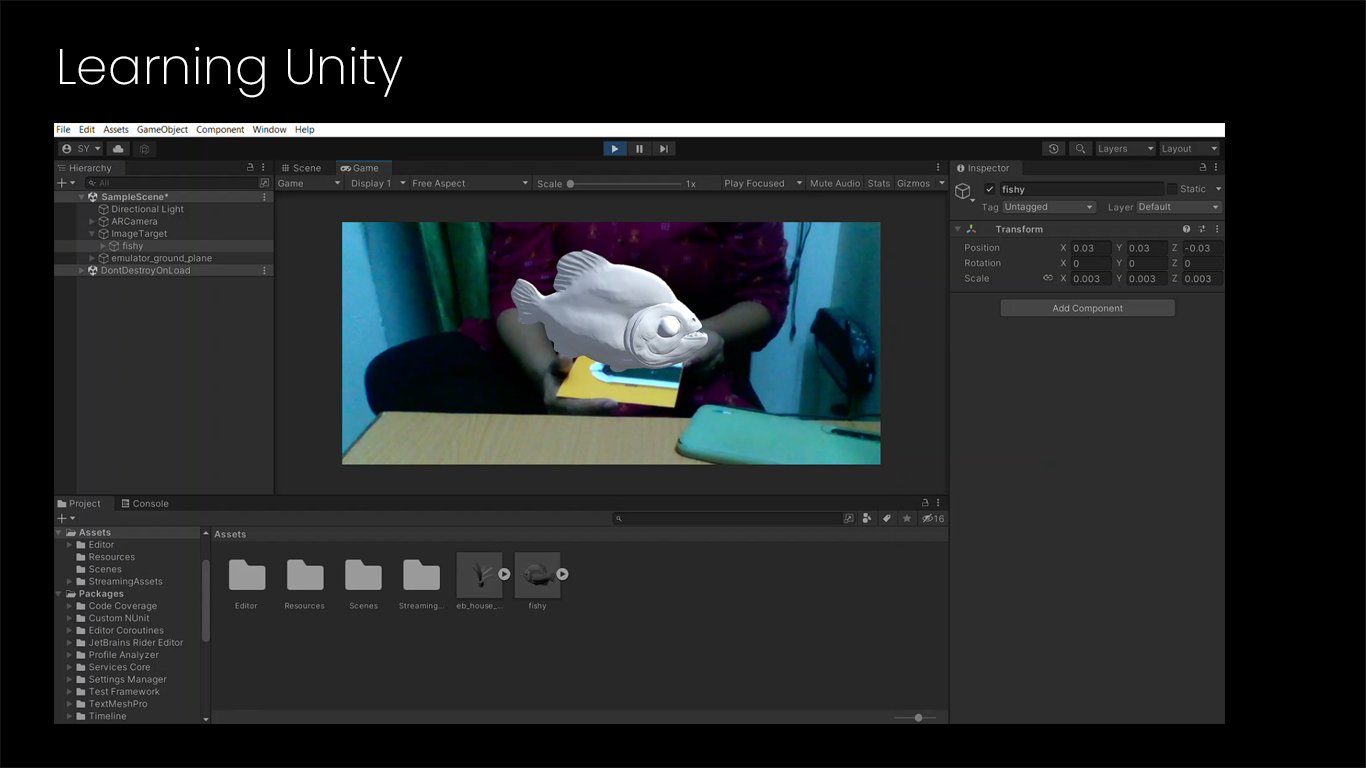 Learning Unity
File Edit Assets GameObject Component Window Help
SY
Layers Layout
Hierarchy
All
SampleScene*
Directional Light
ARCamera
ImageTarget
fishy
emulator_ground_plane
DontDestroyOnLoad
Scene Game
Game Display 1 Free Aspect Scale 1x Play Focused Mute Audio Stats Gizmos
Inspector
fishy Static
Tag Untagged Layer Default
Transform
Position X 0.03 Y 0.03 Z -0.03
Rotation X 0 Y 0 Z 0
Scale X 0.003 Y 0.003 Z 0.003
Add Component
Project Console
16
Assets
Editor
Resources
Scenes
StreamingAssets
Packages
Code Coverage
Custom NUnit
Editor Coroutines
JetBrains Rider Editor
Profile Analyzer
Services Core
Settings Manager
Test Framework
TextMeshPro
Timeline
Assets
Editor Resources Scenes Streaming... eb_house_... fishy